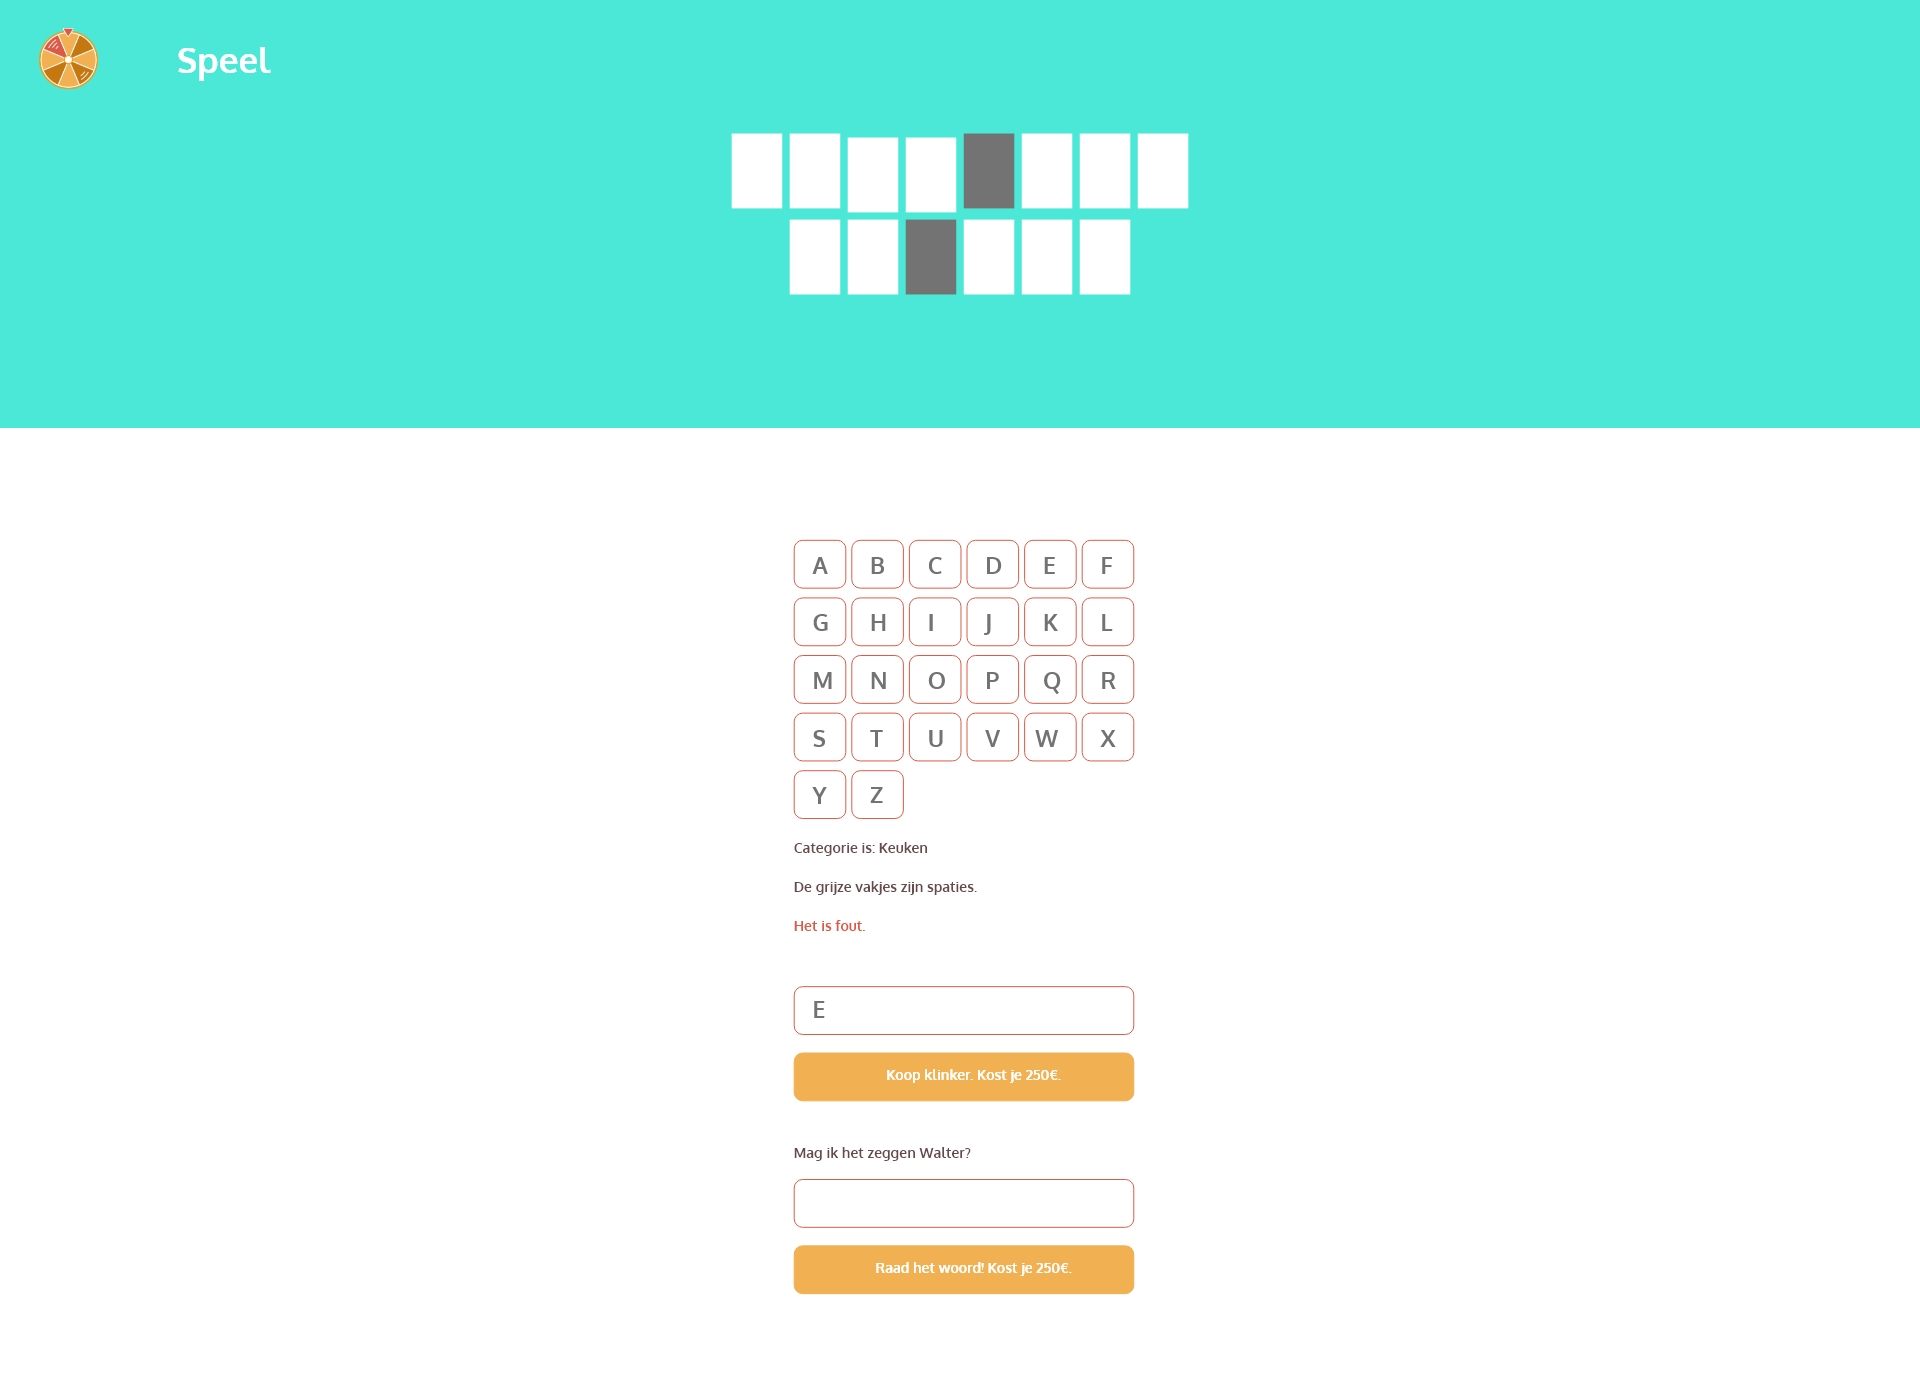 Speel
A B C D E F
G H I J K L
M N O P Q R
S T U V W X
Y Z
Categorie is: Keuken
De grijze vakjes zijn spaties.
Het is fout.
E
Koop klinker. Kost je 250€.
Mag ik het zeggen Walter?
Raad het woord! Kost je 250€.